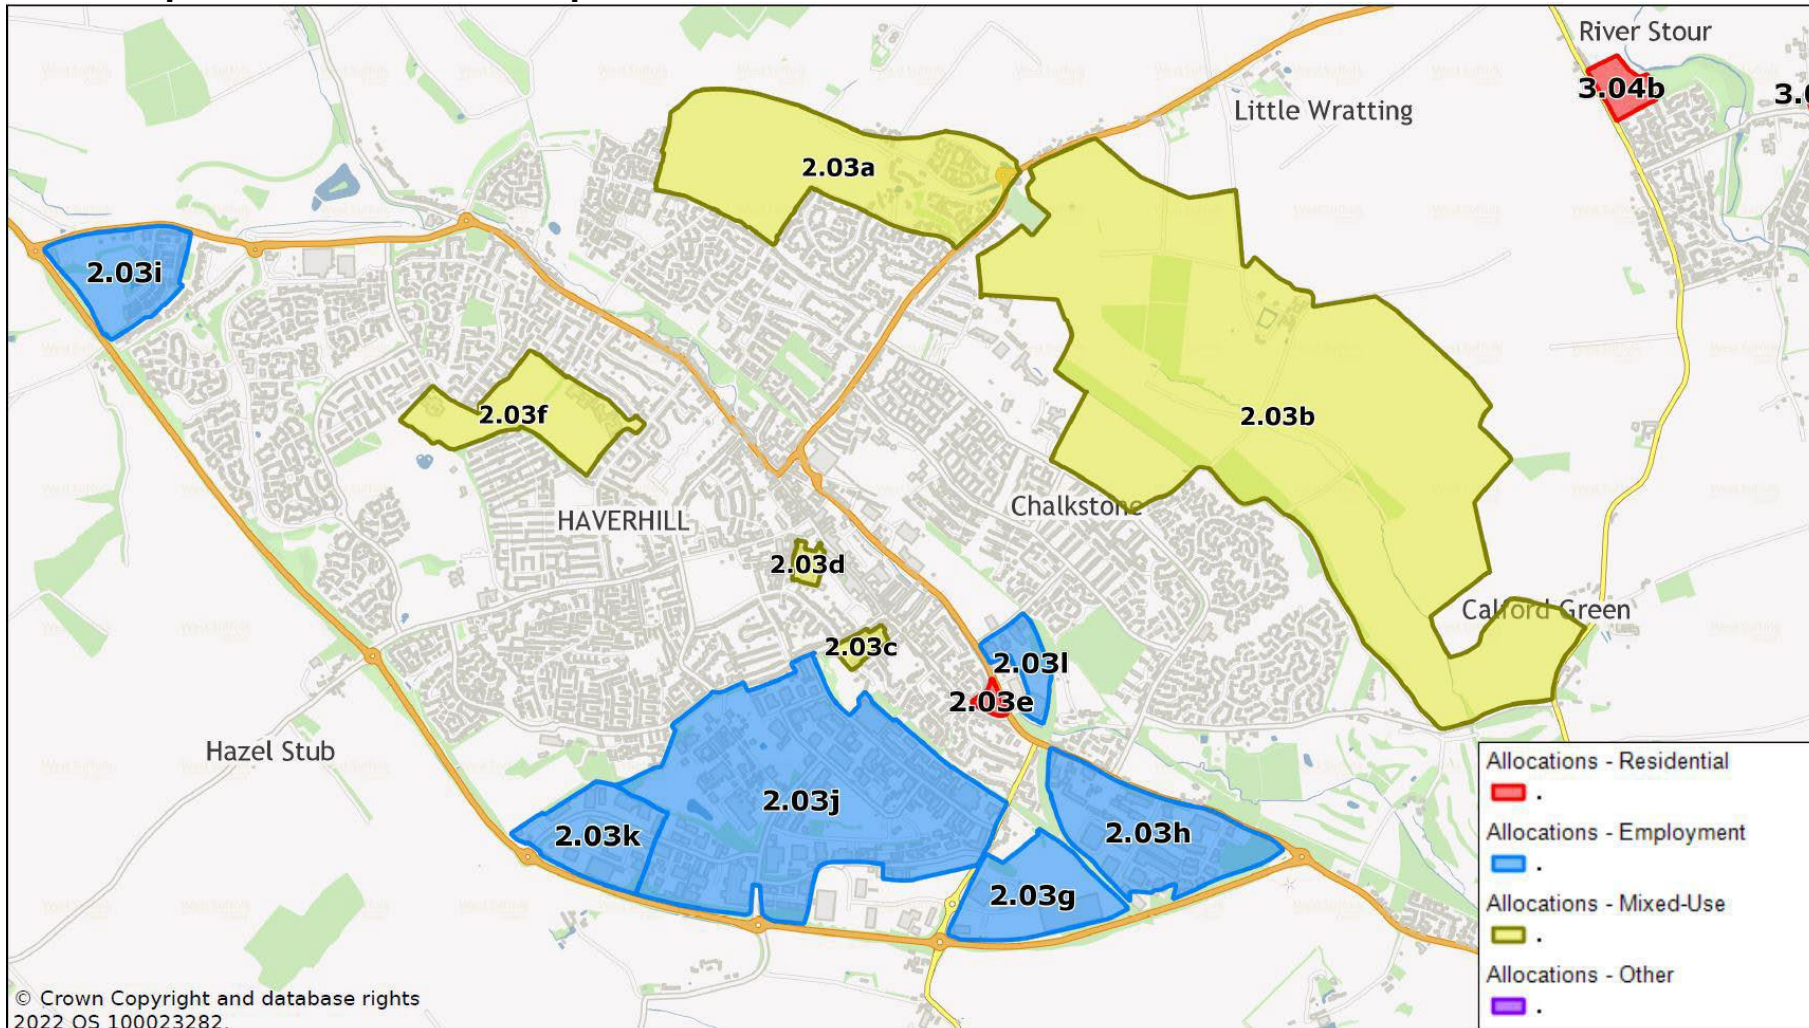 River Stour
3.04b
3.0
Little Wratting
2.03a
2.03i
2.03f
2.03b
Chalkstone
HAVERHILL
2.03d
Calford Green
2.03c
2.03l
2.03e
Hazel Stub
2.03j
2.03k
2.03h
2.03g
Allocations - Residential
.
Allocations - Employment
.
Allocations - Mixed-Use
.
Allocations - Other
.
© Crown Copyright and database rights
2022 OS 100023282.